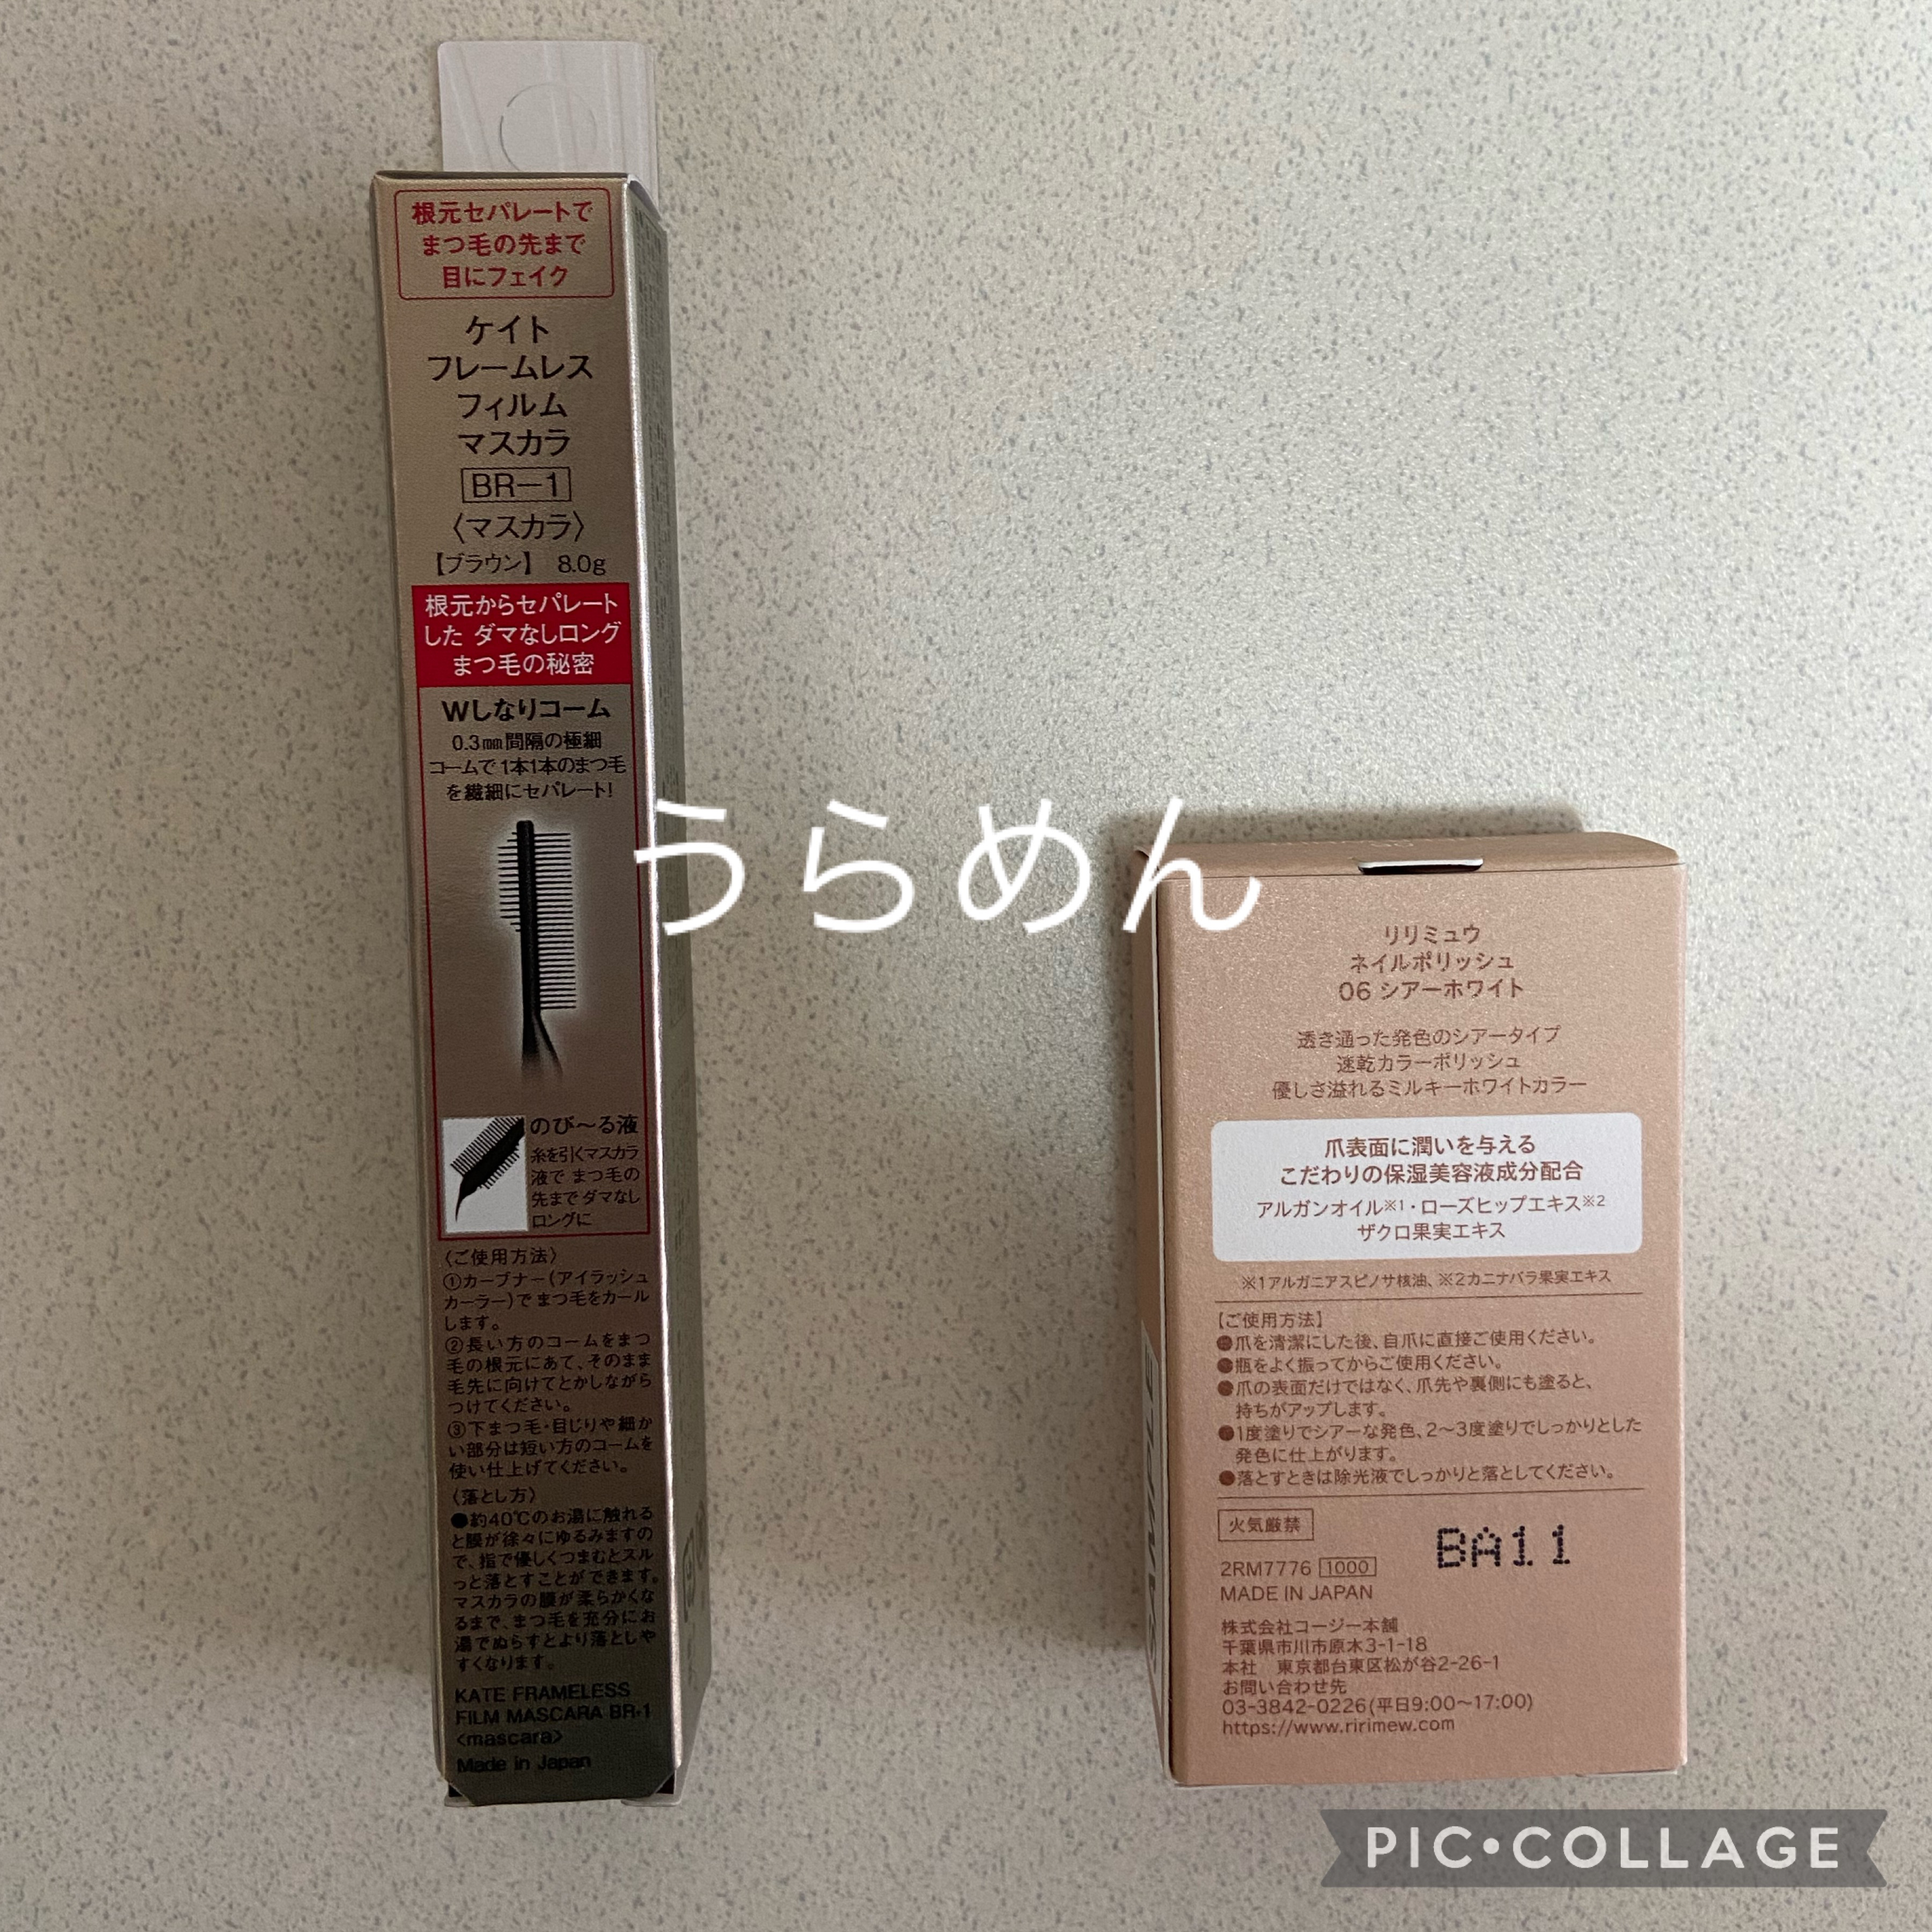 根元セパレートで
まつ毛の先まで
目にフェイク
ケイト
フレームレス
フィルム
マスカラ
BR-1
〈マスカラ〉
【ブラウン】 8.0g
根元からセパレート
した ダマなしロング
まつ毛の秘密
Wしなりコーム
0.3㎜間隔の極細
コームで1本1本のまつ毛
を繊細にセパレート!
のび〜る液
糸を引くマスカラ
液で まつ毛の
先まで ダマなし
ロングに
〈ご使用方法〉
①カーブナー(アイラッシュ
カーラー)で まつ毛をカール
します。
②長い方のコームをまつ
毛の根元にあて、そのまま
毛先に向けてとかしながら
つけてください。
③下まつ毛・目じりや細か
い部分は短い方のコームを
使い仕上げてください。
〈落とし方〉
●約40℃のお湯に触れる
と膜が徐々にゆるみますの
で、指で優しくつまむとスル
っと落とすことができます。
マスカラの膜が柔らかくな
るまで、まつ毛を充分にお
湯でぬらすとより落としや
すくなります。
KATE FRAMELESS
FILM MASCARA BR-1
<mascara>
Made in Japan
うらめん
リリミュウ
ネイルポリッシュ
06 シアーホワイト
透き通った発色のシアータイプ
速乾カラーポリッシュ
優しさ溢れるミルキーホワイトカラー
爪表面に潤いを与える
こだわりの保湿美容液成分配合
アルガンオイル※1・ローズヒップエキス※2
ザクロ果実エキス
※1アルガニアスピノサ核油、※2カニナバラ果実エキス
【ご使用方法】
●爪を清潔にした後、自爪に直接ご使用ください。
●瓶をよく振ってからご使用ください。
●爪の表面だけではなく、爪先や裏側にも塗ると、
持ちがアップします。
●1度塗りでシアーな発色、2〜3度塗りでしっかりとした
発色に仕上がります。
●落とすときは除光液でしっかりと落としてください。
火気厳禁
BA11
2RM7776 1000
MADE IN JAPAN
株式会社コージー本舗
千葉県市川市原木3-1-18
本社 東京都台東区松が谷2-26-1
お問い合わせ先
03-3842-0226(平日9:00〜17:00)
https://www.ririmew.com
SAMPLE
PIC•COLLAGE